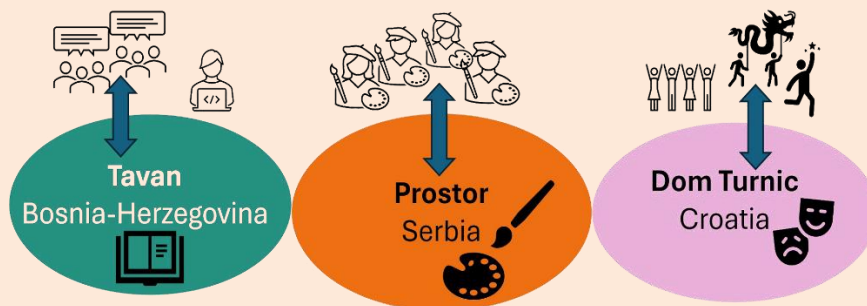 Tavan
Bosnia-Herzegovina
Prostor
Serbia
Dom Turnic
Croatia
</>